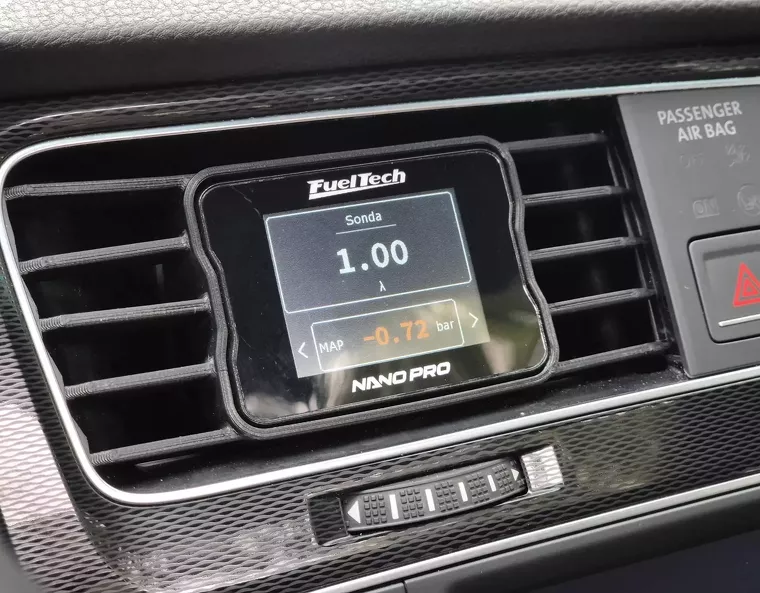 PASSENGER
AIR BAG
FuelTech
Sonda
1.00
λ
MAP -0.72 bar
NANO PRO